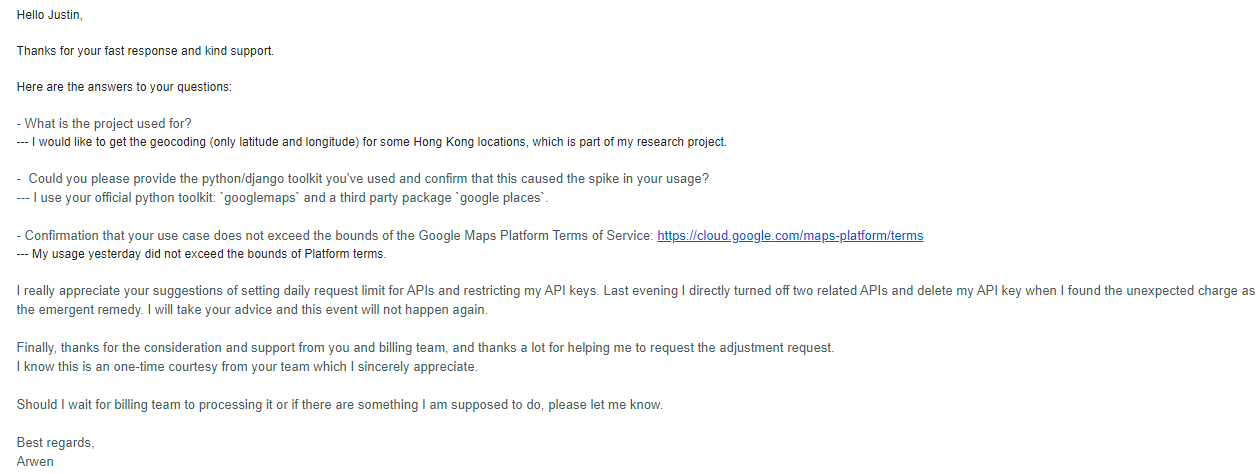 Hello Justin,
Thanks for your fast response and kind support.
Here are the answers to your questions:
- What is the project used for?
--- I would like to get the geocoding (only latitude and longitude) for some Hong Kong locations, which is part of my research project.
- Could you please provide the python/django toolkit you've used and confirm that this caused the spike in your usage?
--- I use your official python toolkit: `googlemaps` and a third party package `google places`.
- Confirmation that your use case does not exceed the bounds of the Google Maps Platform Terms of Service: https://cloud.google.com/maps-platform/terms
--- My usage yesterday did not exceed the bounds of Platform terms.
I really appreciate your suggestions of setting daily request limit for APIs and restricting my API keys. Last evening I directly turned off two related APIs and delete my API key when I found the unexpected charge as
the emergent remedy. I will take your advice and this event will not happen again.
Finally, thanks for the consideration and support from you and billing team, and thanks a lot for helping me to request the adjustment request.
I know this is an one-time courtesy from your team which I sincerely appreciate.
Should I wait for billing team to processing it or if there are something I am supposed to do, please let me know.
Best regards,
Arwen